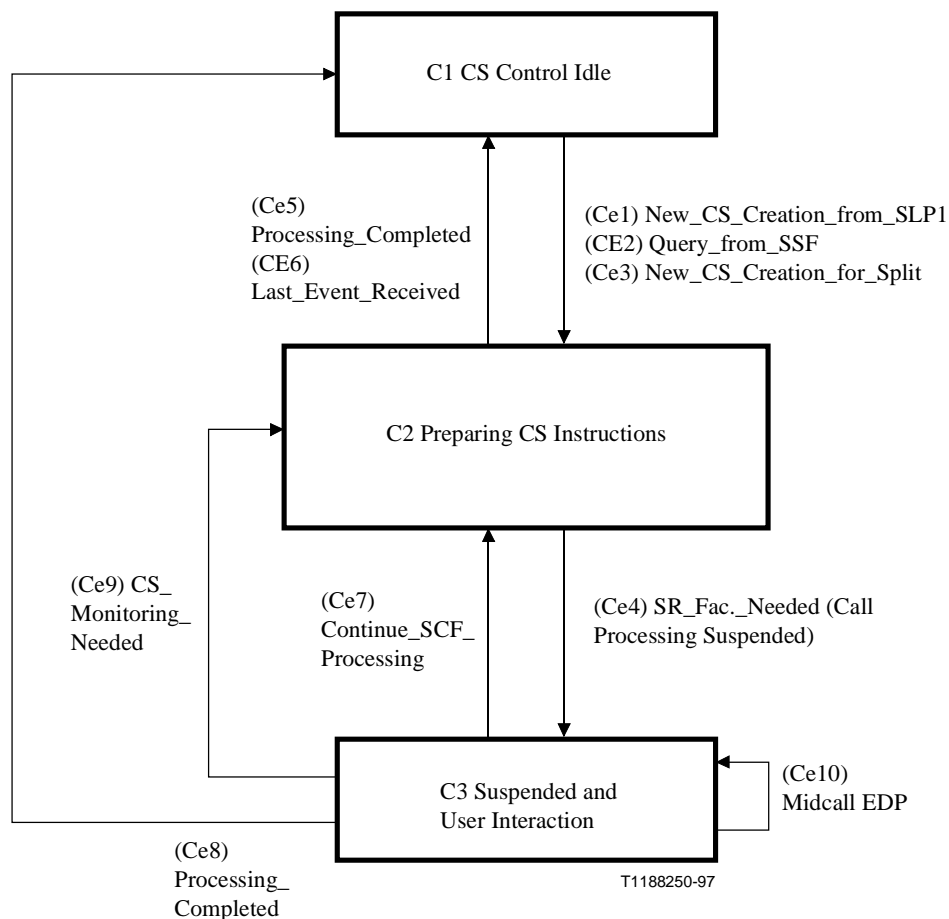 C1 CS Control Idle
(Ce5)
Processing_Completed
(CE6)
Last_Event_Received
(Ce1) New_CS_Creation_from_SLP1
(CE2) Query_from_SSF
(Ce3) New_CS_Creation_for_Split
C2 Preparing CS Instructions
(Ce9) CS_
Monitoring_
Needed
(Ce7)
Continue_SCF_
Processing
(Ce4) SR_Fac._Needed (Call
Processing Suspended)
C3 Suspended and
User Interaction
(Ce10)
Midcall EDP
(Ce8)
Processing_
Completed
T1188250-97